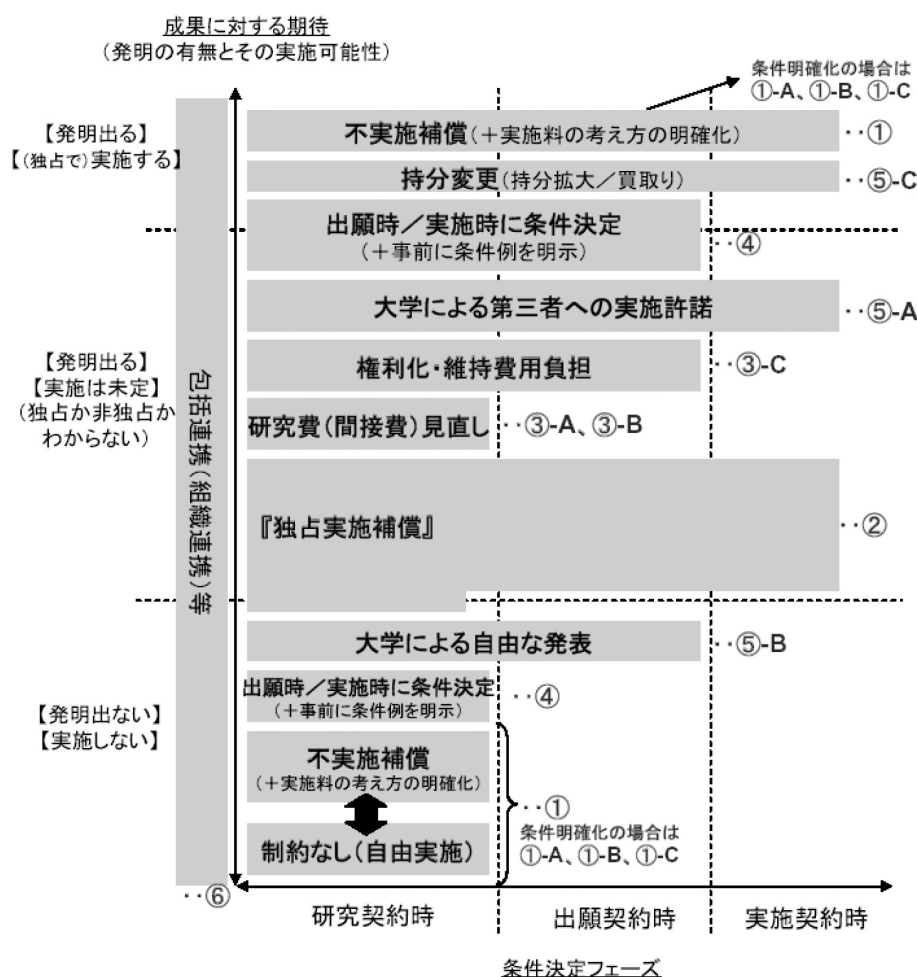 成果に対する期待
(発明の有無とその実施可能性)
条件明確化の場合は
①-A、①-B、①-C
【発明出る】
【(独占で)実施する】
不実施補償(+実施料の考え方の明確化)
‥①
持分変更(持分拡大/買取り)
‥⑤-C
出願時/実施時に条件決定
(+事前に条件例を明示)
‥④
大学による第三者への実施許諾
‥⑤-A
【発明出る】
【実施は未定】
(独占か非独占か
わからない)
権利化・維持費用負担
‥③-C
研究費(間接費)見直し
‥③-A、③-B
包括連携(組織連携)等
『独占実施補償』
‥②
大学による自由な発表
‥⑤-B
出願時/実施時に条件決定
(+事前に条件例を明示)
‥④
【発明出ない】
【実施しない】
不実施補償
(+実施料の考え方の明確化)
‥①
条件明確化の場合は
①-A、①-B、①-C
制約なし(自由実施)
‥⑥
研究契約時
出願契約時
実施契約時
条件決定フェーズ